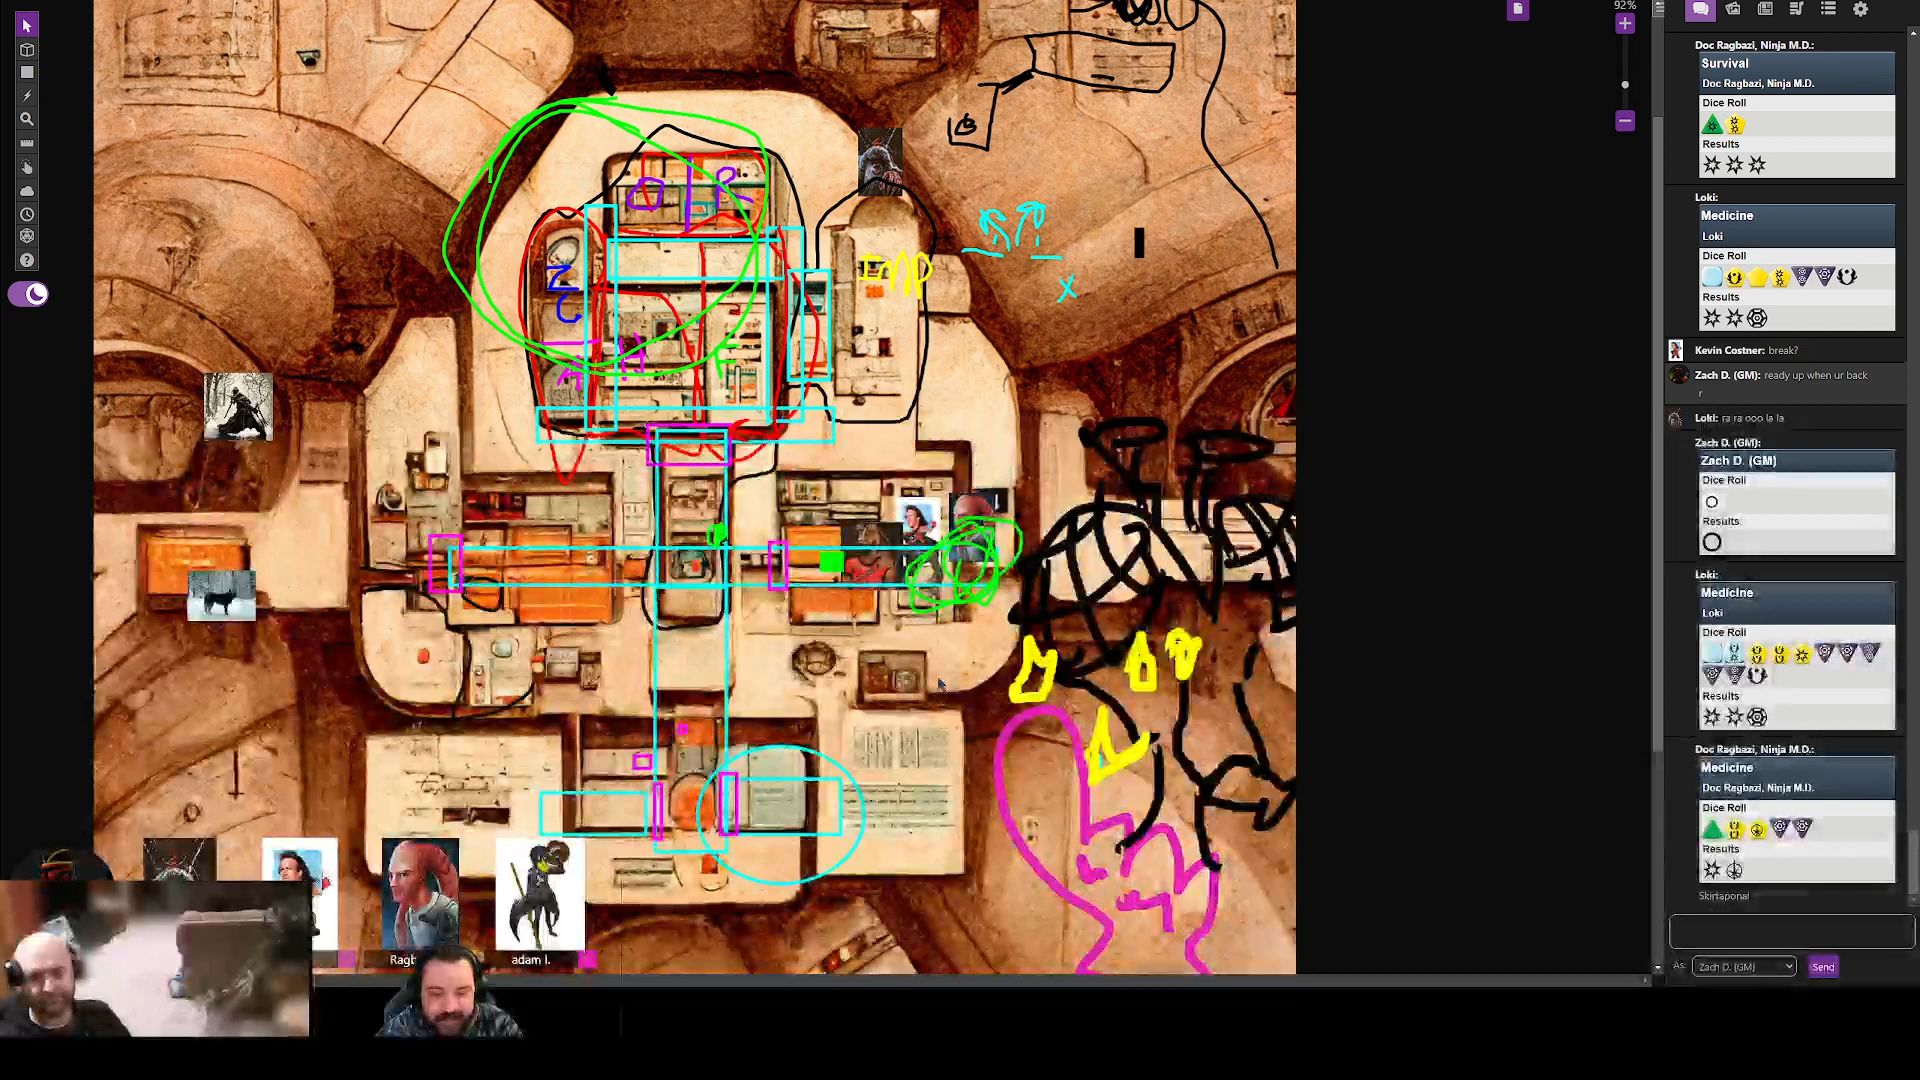 92%
O R
Z
C
A
H
F
IMP
X
Doc Ragbazi, Ninja M.D.:
Survival
Doc Ragbazi, Ninja M.D.
Dice Roll
Results
Loki:
Medicine
Loki
Dice Roll
Results
Kevin Costner: break?
Zach D. (GM): ready up when ur back
r
Loki: ra ra ooo la la
Zach D. (GM):
Zach D. (GM)
Dice Roll
Results
Loki:
Medicine
Loki
Dice Roll
Results
Doc Ragbazi, Ninja M.D.:
Medicine
Doc Ragbazi, Ninja M.D.
Dice Roll
Results
Skirtaponal
As:
Zach D. (GM)
Send
adam l.